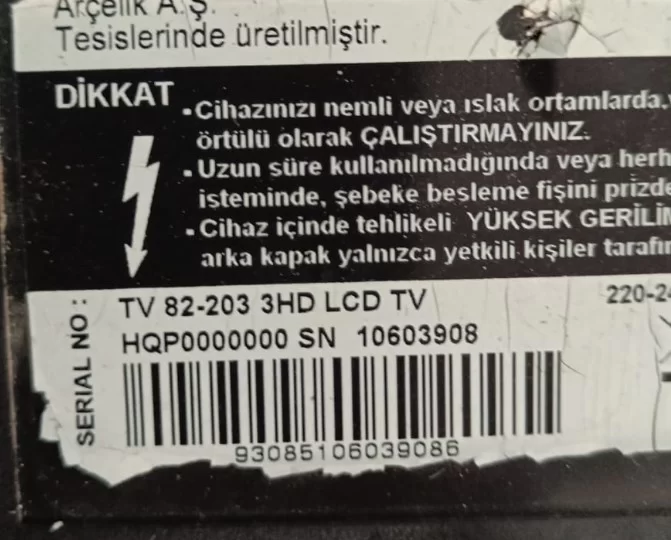 Arçelik A.Ş.
Tesislerinde üretilmiştir.
DİKKAT
• Cihazınızı nemli veya ıslak ortamlarda,
örtülü olarak ÇALIŞTIRMAYINIZ.
• Uzun süre kullanılmadığında veya herh
isteminde, şebeke besleme fişini prizd
• Cihaz içinde tehlikeli YÜKSEK GERİLİ
arka kapak yalnızca yetkili kişiler tarafı
SERIAL NO :
TV 82-203 3HD LCD TV
220-2
HQP0000000 SN 10603908
93085106039086